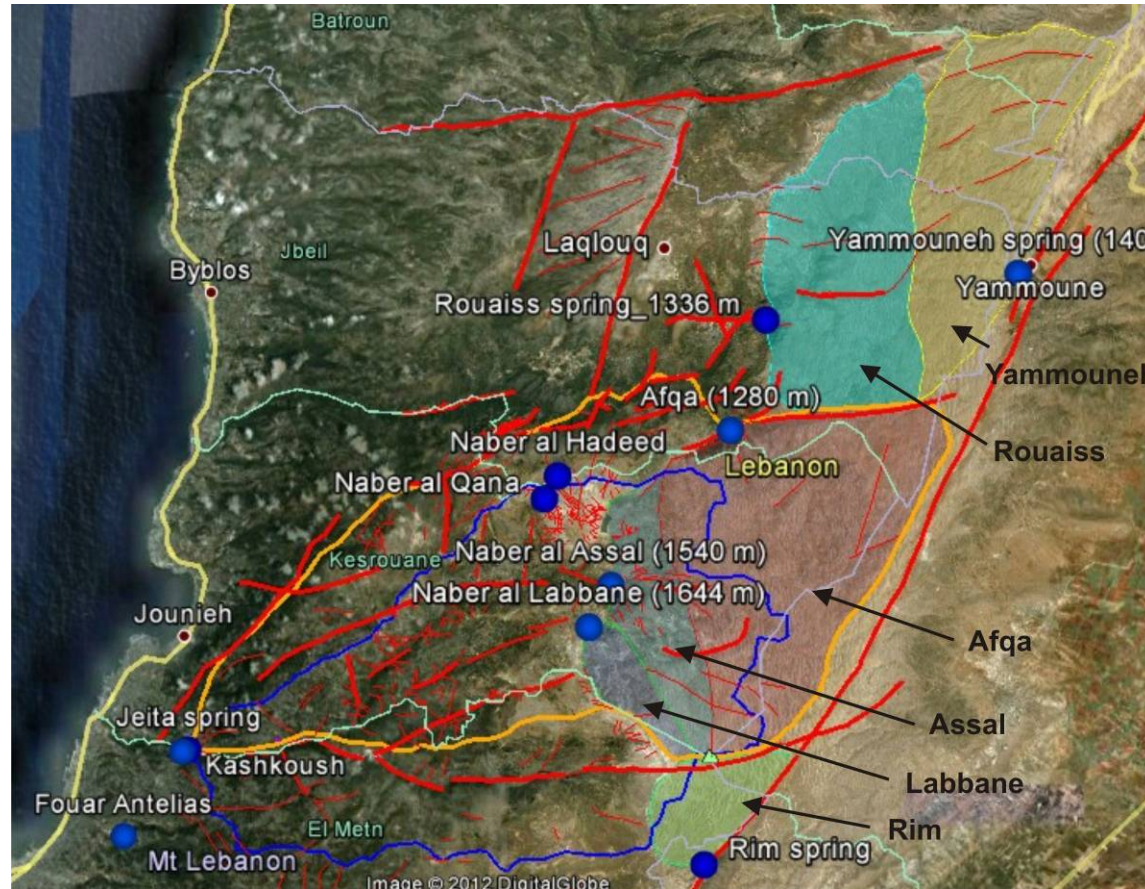 Batroun
Laqlouq
Jbeil
Byblos
Yammouneh spring (140
Yammoune
Rouaiss spring_1336 m
Yammounel
Afqa (1280 m)
Rouaiss
Naber al Hadeed
Lebanon
Naber al Qana
Kesrouane
Naber al Assal (1540 m)
Naber al Labbane (1644 m)
Jounieh
Afqa
Jeita spring
Assal
Kashkoush
Labbane
Fouar Antelias
El Metn
Rim
Mt Lebanon
Rim spring
Image © 2012 DigitalGlobe